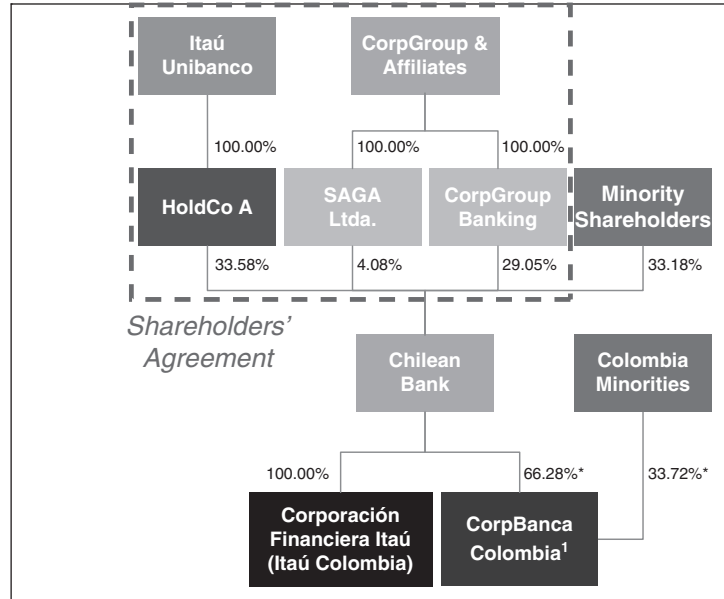 Itaú
Unibanco
CorpGroup &
Affiliates
100.00%
100.00%
100.00%
HoldCo A
SAGA
Ltda.
CorpGroup
Banking
Minority
Shareholders
33.58%
4.08%
29.05%
33.18%
Shareholders’
Agreement
Chilean
Bank
Colombia
Minorities
100.00%
66.28%*
33.72%*
Corporación
Financiera Itaú
(Itaú Colombia)
CorpBanca
Colombia¹